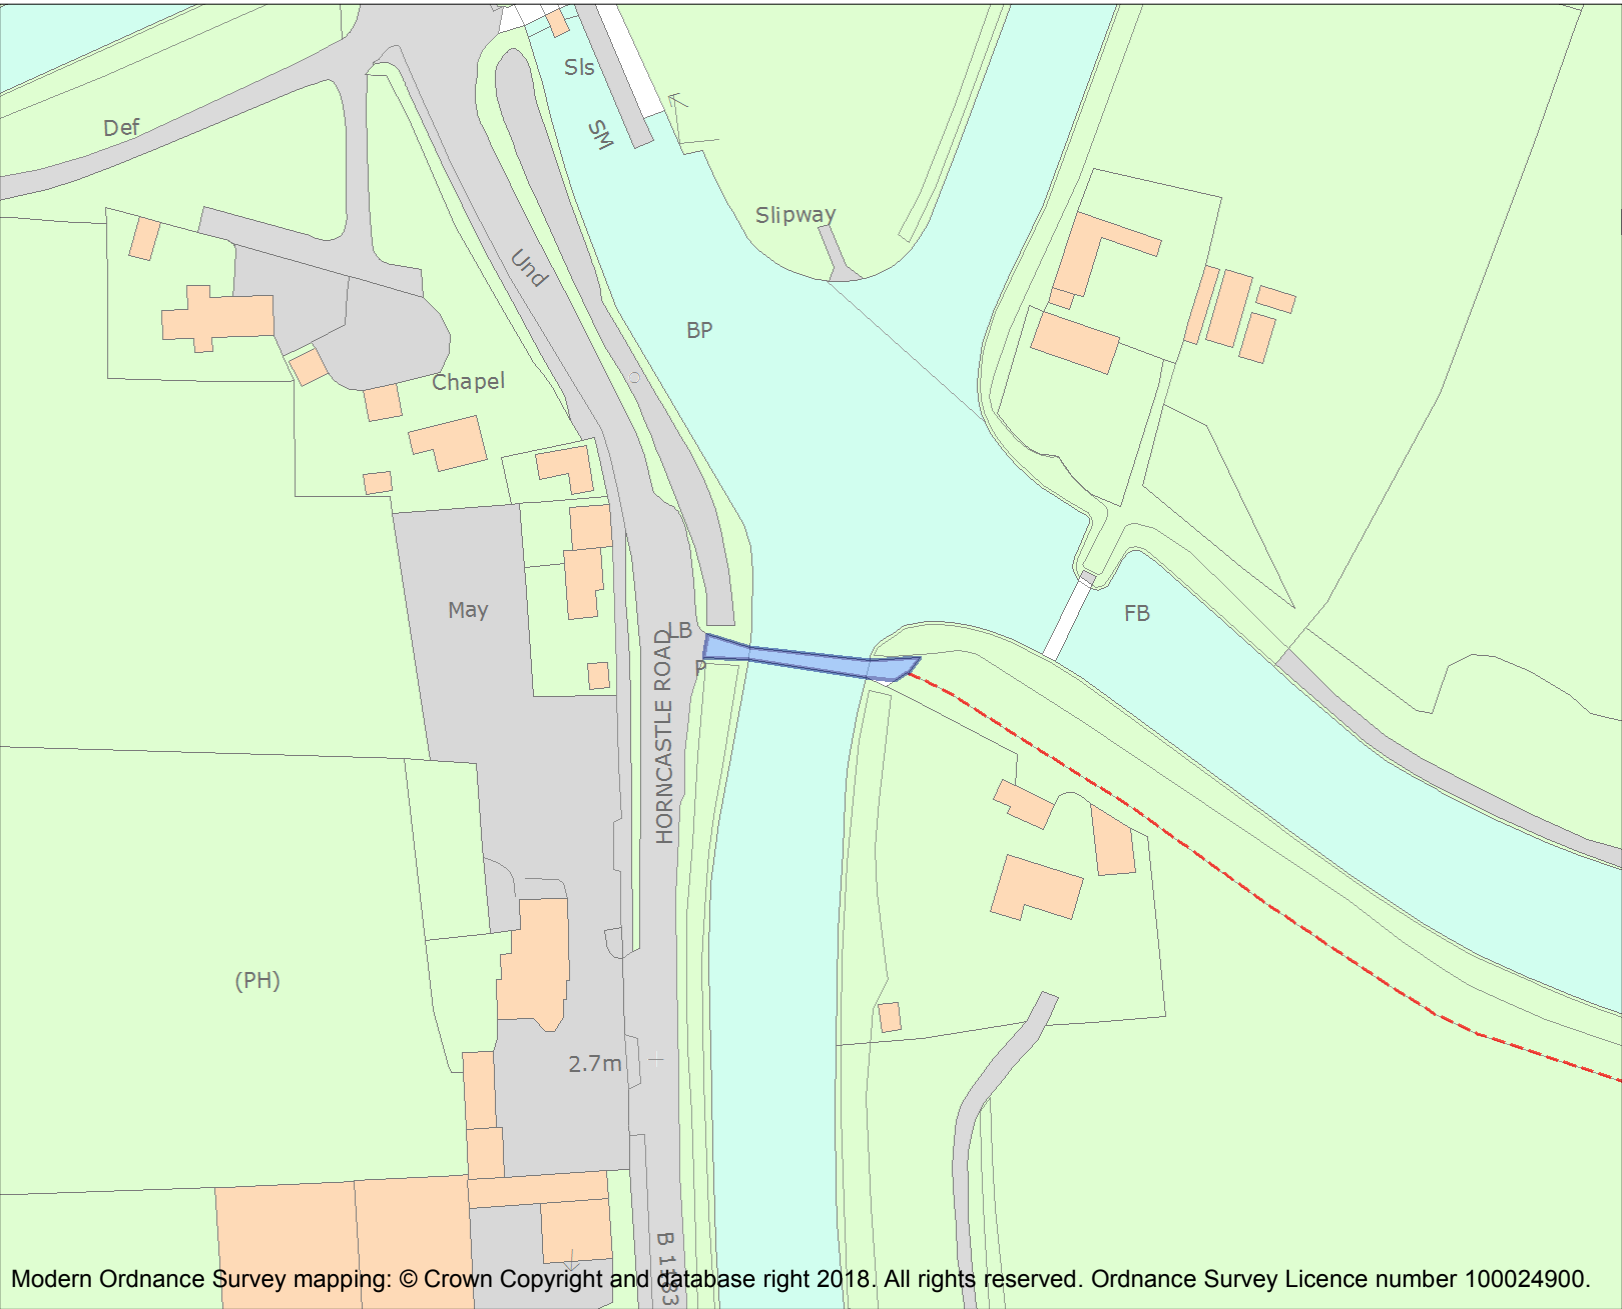 Sls
Def
SM
Slipway
Und
BP
Chapel
May
FB
LB
P
HORNCASTLE ROAD
(PH)
2.7m
B 1183
Modern Ordnance Survey mapping: © Crown Copyright and database right 2018. All rights reserved. Ordnance Survey Licence number 100024900.